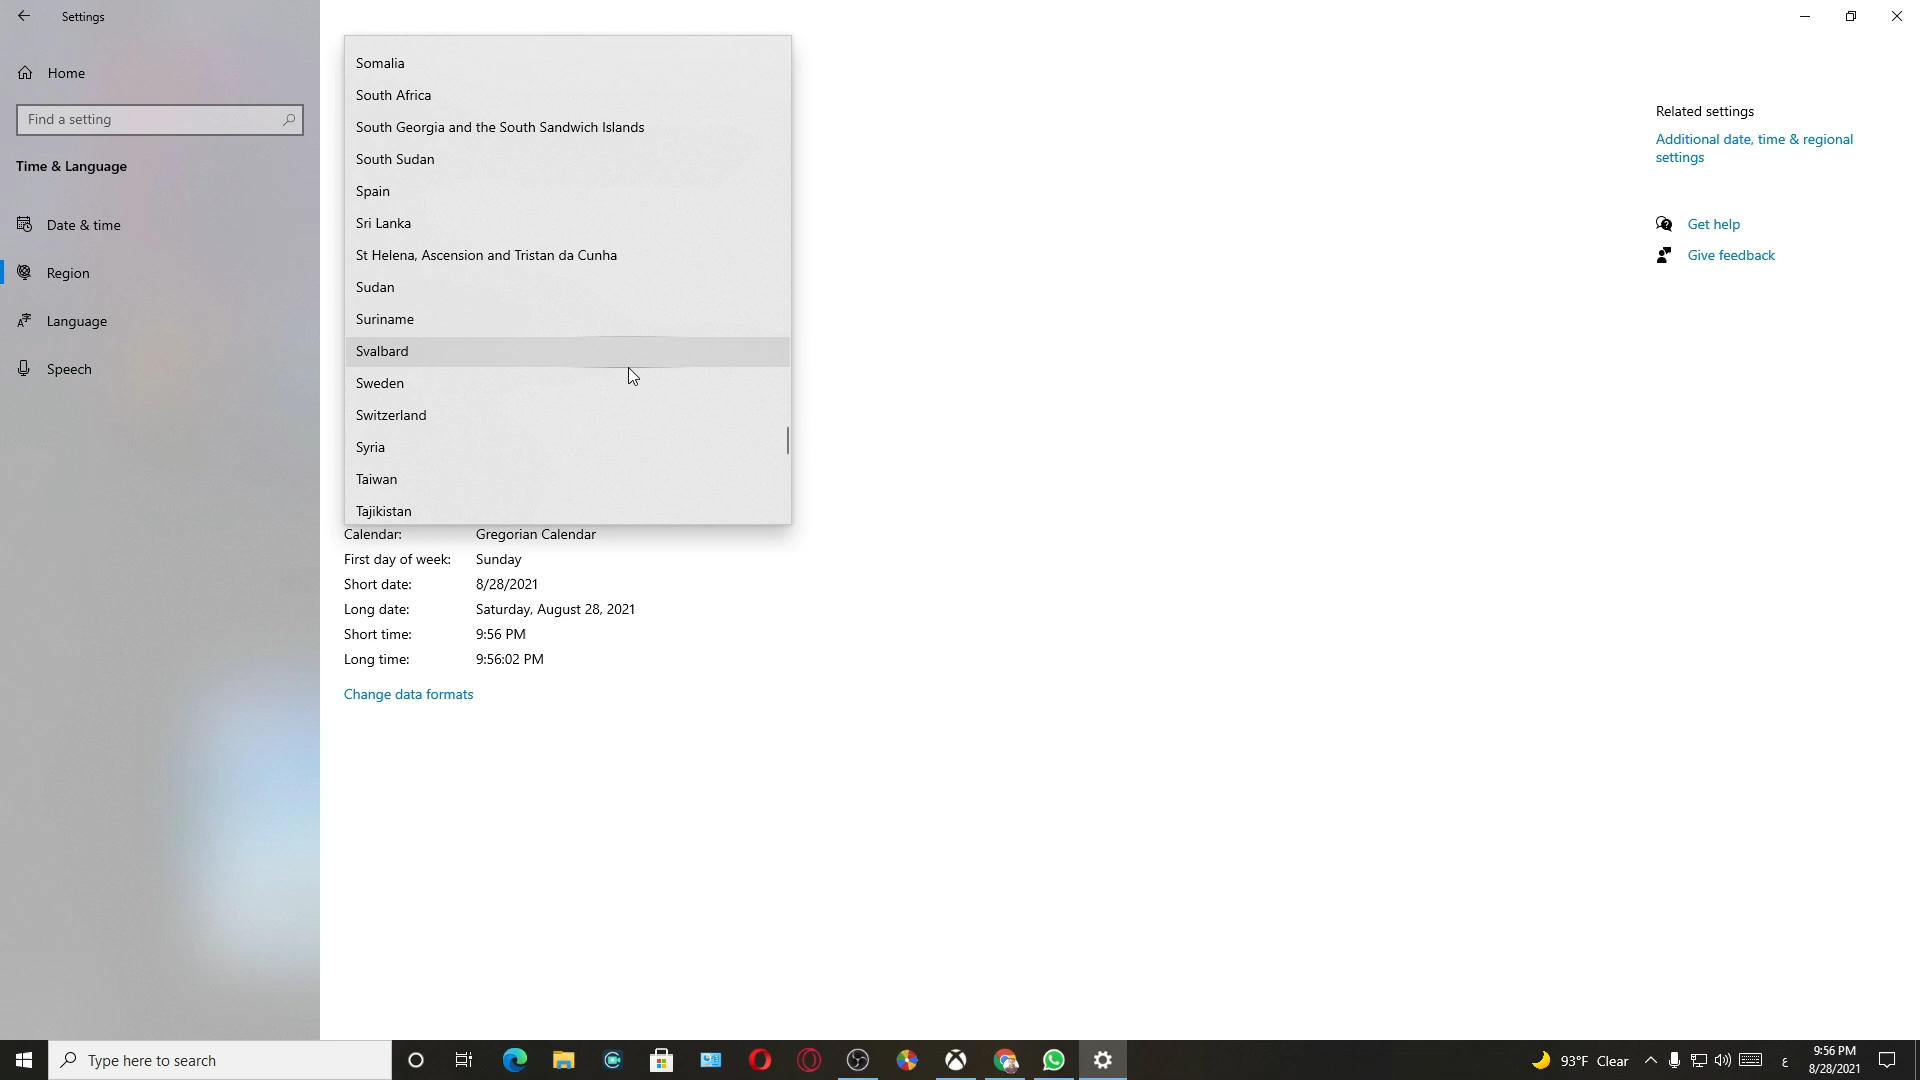 Settings
Home
Find a setting
Time & Language
Date & time
Region
Language
Speech
Somalia
South Africa
South Georgia and the South Sandwich Islands
South Sudan
Spain
Sri Lanka
St Helena, Ascension and Tristan da Cunha
Sudan
Suriname
Svalbard
Sweden
Switzerland
Syria
Taiwan
Tajikistan
Calendar: Gregorian Calendar
First day of week: Sunday
Short date: 8/28/2021
Long date: Saturday, August 28, 2021
Short time: 9:56 PM
Long time: 9:56:02 PM
Change data formats
Related settings
Additional date, time & regional
settings
Get help
Give feedback
Type here to search
93°F Clear
ع
9:56 PM
8/28/2021